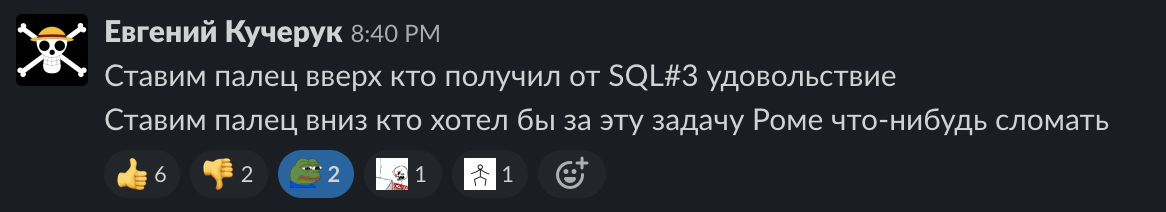 Евгений Кучерук 8:40 PM
Ставим палец вверх кто получил от SQL#3 удовольствие
Ставим палец вниз кто хотел бы за эту задачу Роме что-нибудь сломать
6 2 2 1 1